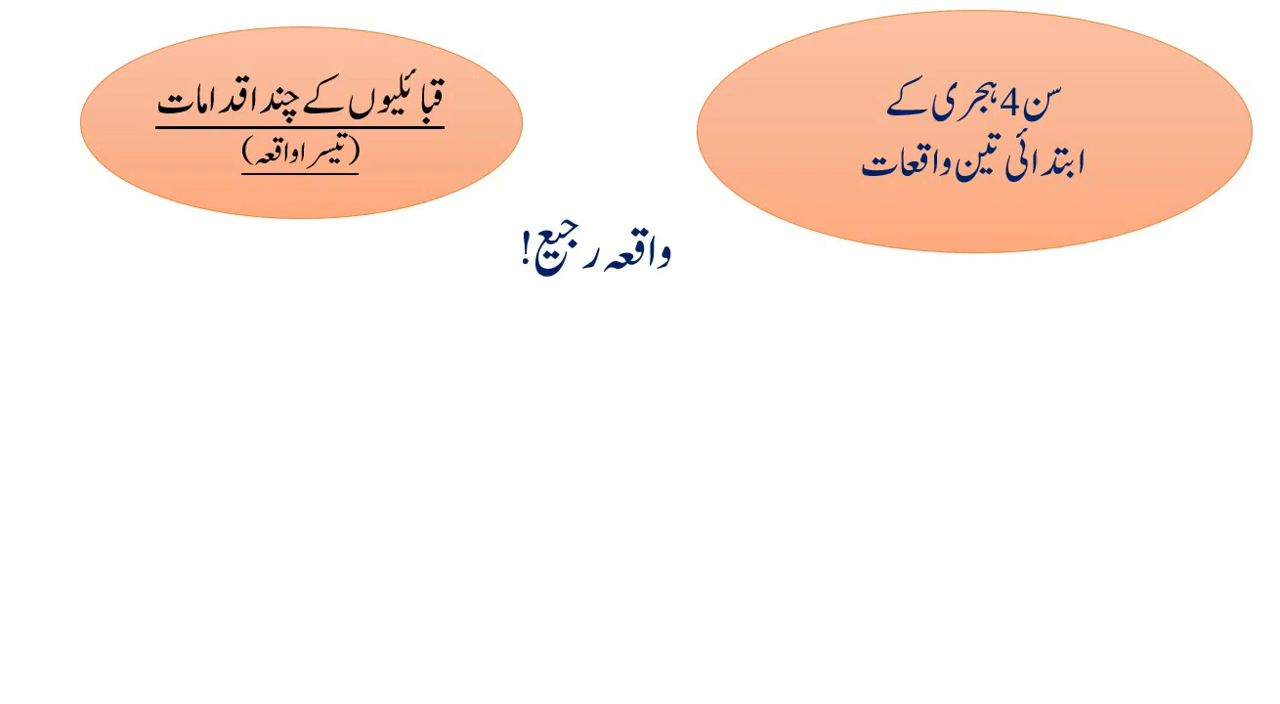 سن 4 ہجری کے
ابتدائی تین واقعات
قبائلیوں کے چند اقدامات
(تیسرا واقعہ)
واقعہ رجیع!